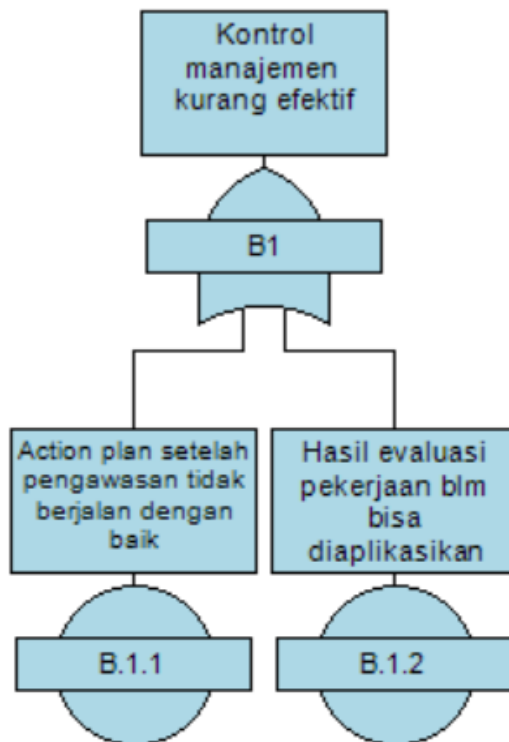 Kontrol
manajemen
kurang efektif
B1
Action plan setelah
pengawasan tidak
berjalan dengan
baik
Hasil evaluasi
pekerjaan blm
bisa
diaplikasikan
B.1.1
B.1.2